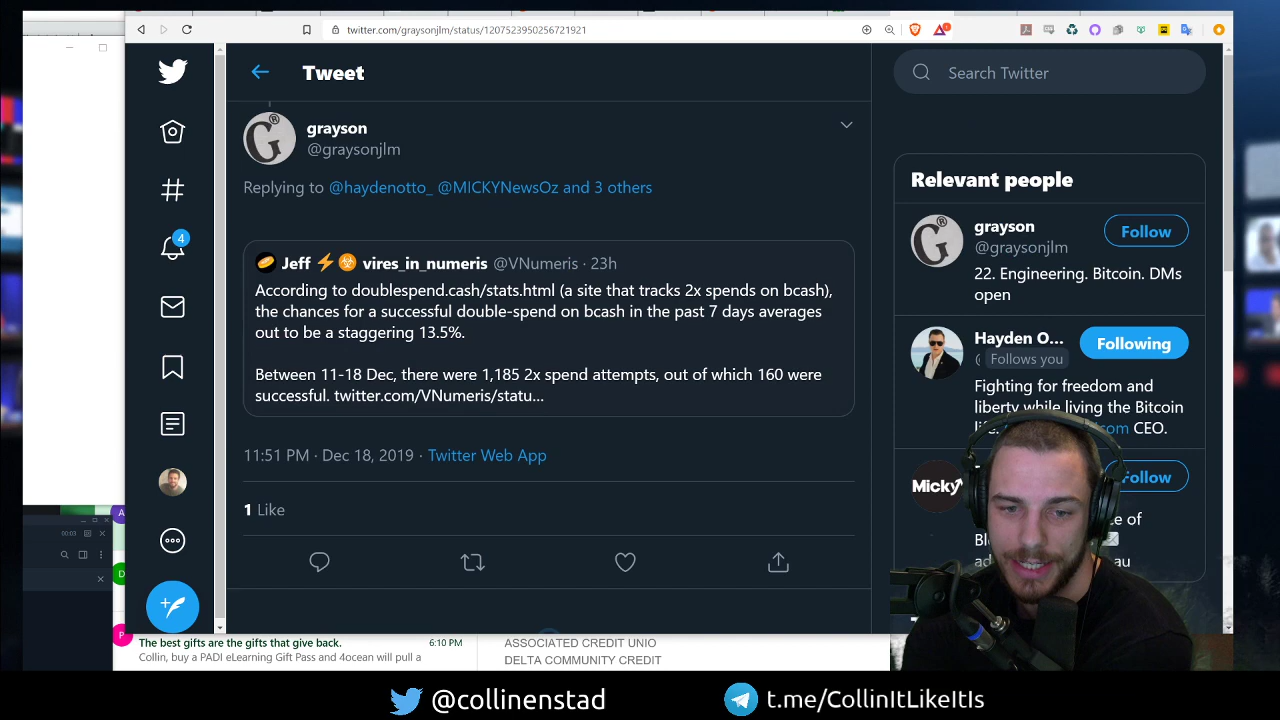 twitter.com/graysonjlm/status/1207523950256721921
Tweet
Search Twitter
grayson
@graysonjlm
Replying to @haydenotto_ @MICKYNewsOz and 3 others
Jeff vires_in_numeris @VNumeris · 23h
According to doublespend.cash/stats.html (a site that tracks 2x spends on bcash),
the chances for a successful double-spend on bcash in the past 7 days averages
out to be a staggering 13.5%.
Between 11-18 Dec, there were 1,185 2x spend attempts, out of which 160 were
successful. twitter.com/VNumeris/statu...
11:51 PM · Dec 18, 2019 · Twitter Web App
1 Like
4
Relevant people
grayson
@graysonjlm
Follow
22. Engineering. Bitcoin. DMs
open
Hayden O...
Following
Follows you
Fighting for freedom and
liberty while living the Bitcoin
CEO.
Micky
Follow
00:03
The best gifts are the gifts that give back.
6:10 PM
Collin, buy a PADI eLearning Gift Pass and 4ocean will pull a
ASSOCIATED CREDIT UNIO
DELTA COMMUNITY CREDIT
@collinenstad
t.me/CollinItLikeItIs